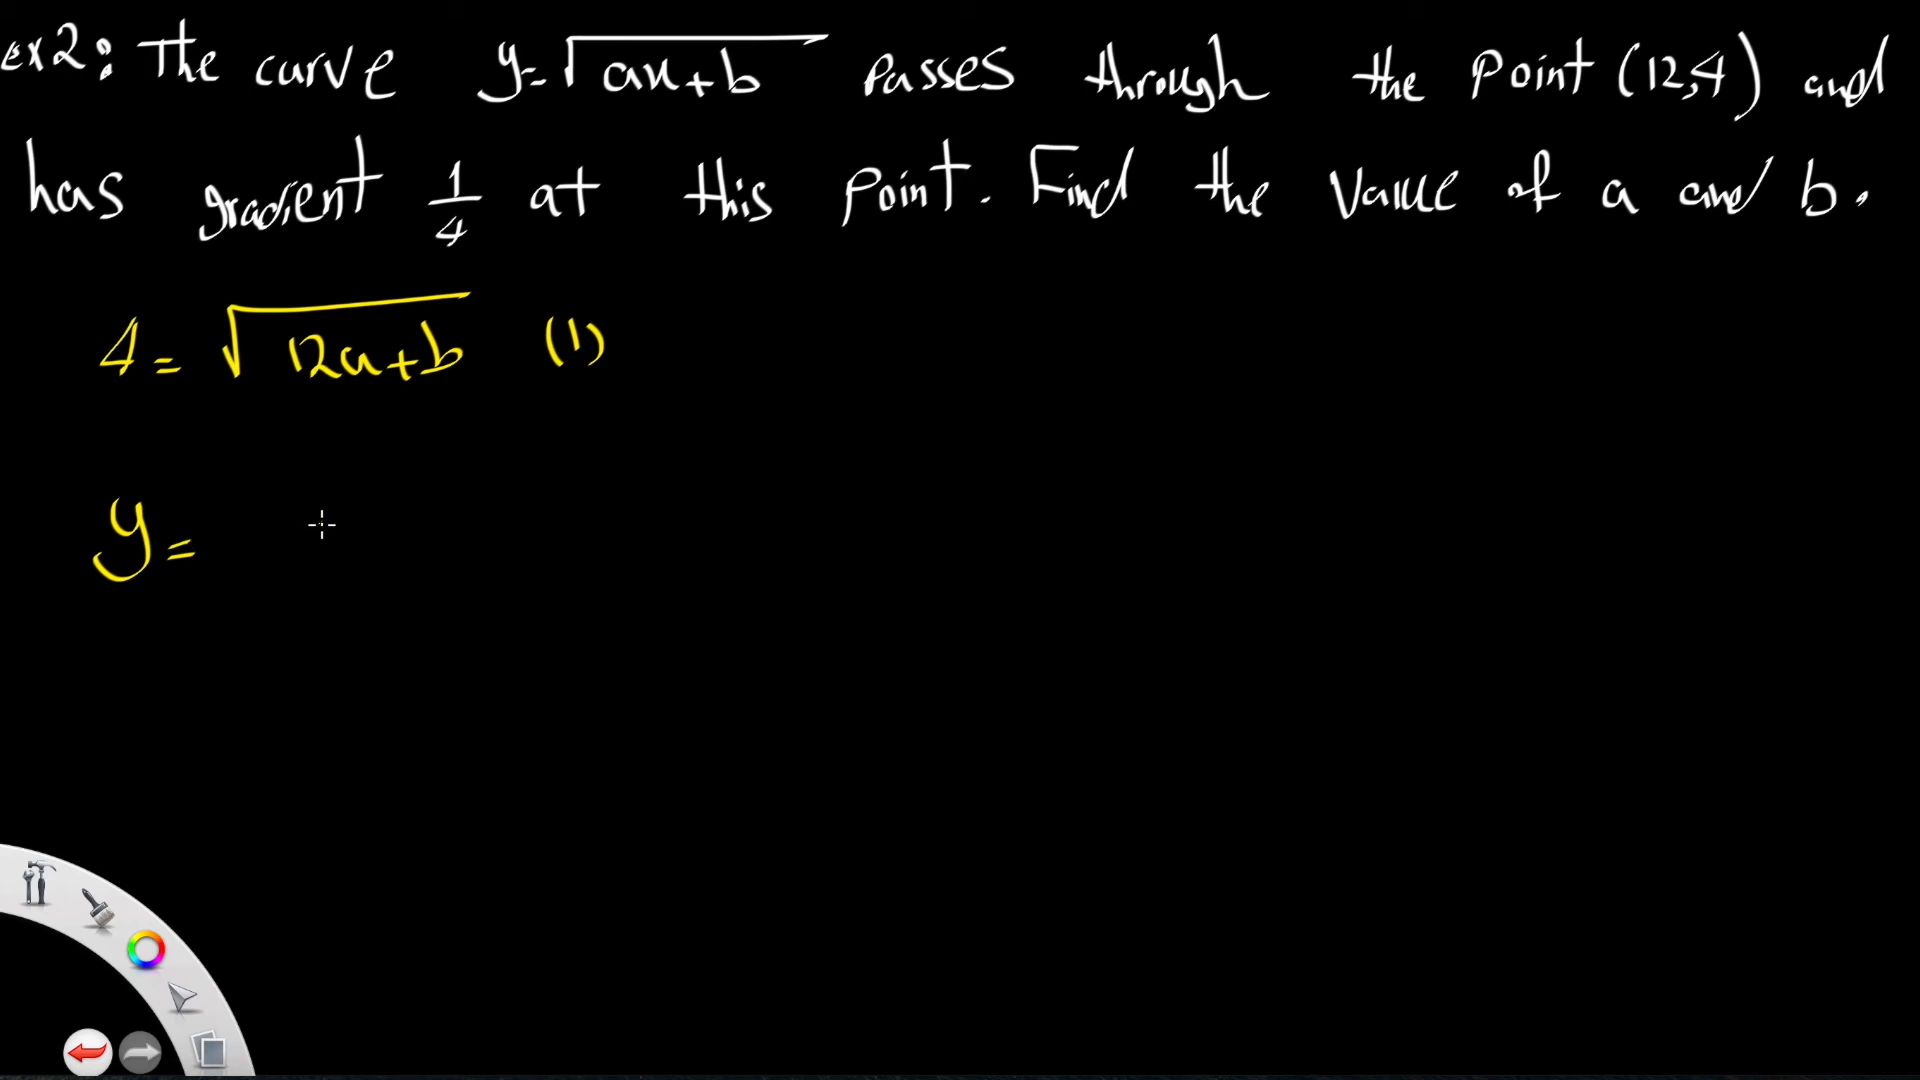 ex2: The curve y=√ax+b passes through the point (12,4) and
has gradient 1/4 at this point. Find the value of a and b.
4=√12a+b (1)
y=